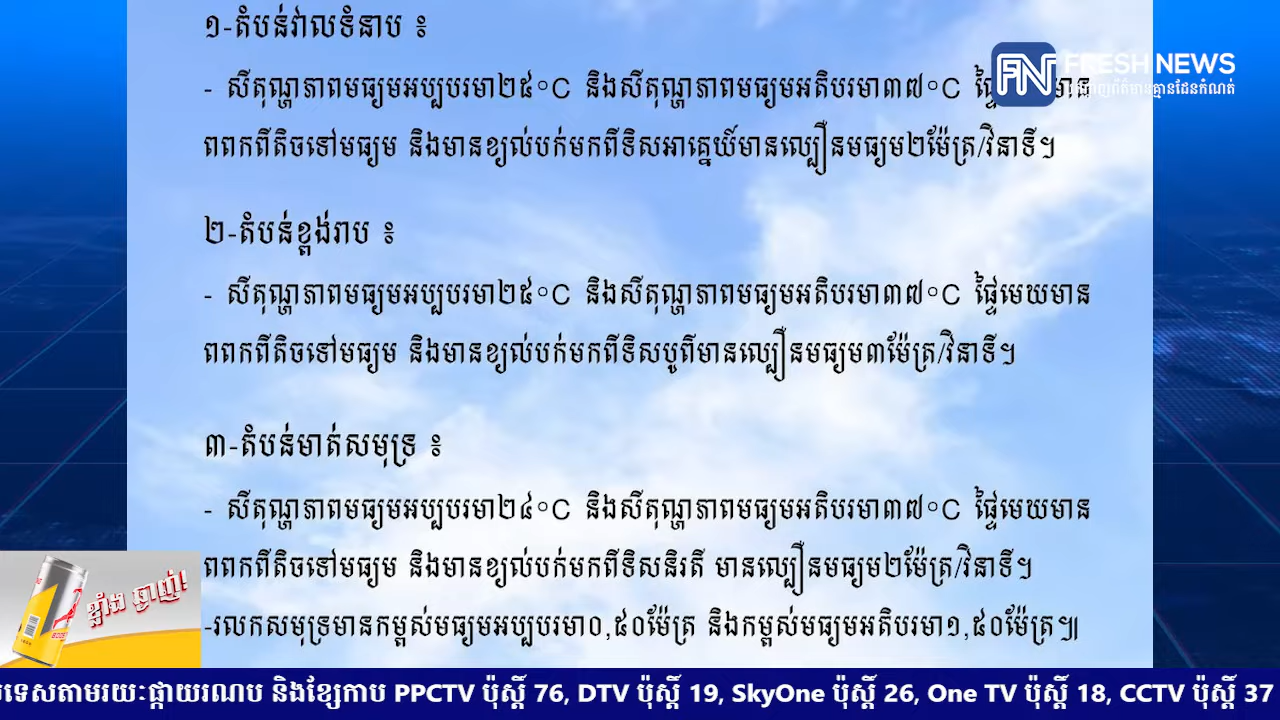 ១-តំបន់វាលទំនាប ៖
- សីតុណ្ហភាពមធ្យមអប្បបរមា២៥°C និងសីតុណ្ហភាពមធ្យមអតិបរមា៣៧°C ផ្ទៃ មាន
FRESH NEWS
ពពកពីតិចទៅមធ្យម និងមានខ្យល់បក់មកពីទិសអាគ្នេយ៍មានល្បឿនមធ្យម២ម៉ែត្រ/វិនាទី។
២-តំបន់ខ្ពង់រាប ៖
- សីតុណ្ហភាពមធ្យមអប្បបរមា២៥°C និងសីតុណ្ហភាពមធ្យមអតិបរមា៣៧°C ផ្ទៃមេឃមាន
ពពកពីតិចទៅមធ្យម និងមានខ្យល់បក់មកពីទិសបូព៌ីមានល្បឿនមធ្យម៣ម៉ែត្រ/វិនាទី។
៣-តំបន់មាត់សមុទ្រ ៖
- សីតុណ្ហភាពមធ្យមអប្បបរមា២៤°C និងសីតុណ្ហភាពមធ្យមអតិបរមា៣៧°C ផ្ទៃមេឃមាន
ពពកពីតិចទៅមធ្យម និងមានខ្យល់បក់មកពីទិសនិរតី មានល្បឿនមធ្យម២ម៉ែត្រ/វិនាទី។
-រលកសមុទ្រមានកម្ពស់មធ្យមអប្បបរមា០,៥០ម៉ែត្រ និងកម្ពស់មធ្យមអតិបរមា១,៥០ម៉ែត្រ៕
ខ្លាំង ឆ្ងាញ់!
ទេសតាមរយៈផ្កាយរណប និងខ្សែកាប PPCTV ប៉ុស្តិ៍ 76, DTV ប៉ុស្តិ៍ 19, SkyOne ប៉ុស្តិ៍ 26, One TV ប៉ុស្តិ៍ 18, CCTV ប៉ុស្តិ៍ 37